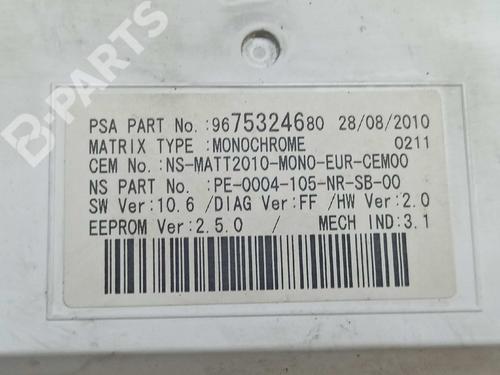 B-PARTS
PSA PART No.:9675324680 28/08/2010
MATRIX TYPE :MONOCHROME 0211
CEM No.:NS-MATT2010-MONO-EUR-CEM00
NS PART No.:PE-0004-105-NR-SB-00
SW Ver:10.6 /DIAG Ver:FF /HW Ver:2.0
EEPROM Ver:2.5.0 / MECH IND:3.1